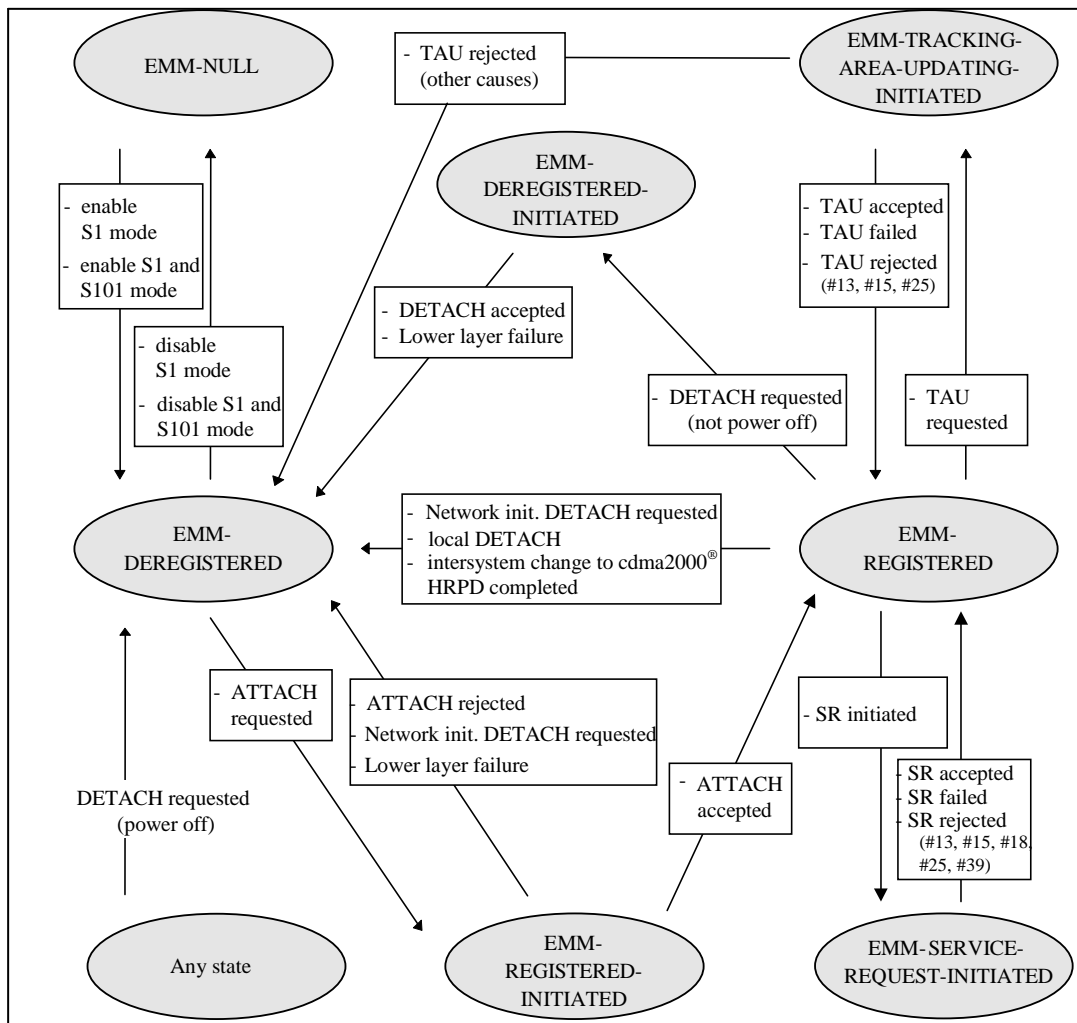 EMM-NULL
- TAU rejected
(other causes)
EMM-TRACKING-
AREA-UPDATING-
INITIATED
EMM-
DEREGISTERED-
INITIATED
- enable
S1 mode
- enable S1 and
S101 mode
- TAU accepted
- TAU failed
- TAU rejected
(#13, #15, #25)
- DETACH accepted
- Lower layer failure
- disable
S1 mode
- disable S1 and
S101 mode
- DETACH requested
(not power off)
- TAU
requested
EMM-
DEREGISTERED
- Network init. DETACH requested
- local DETACH
- intersystem change to cdma2000®
HRPD completed
EMM-
REGISTERED
- ATTACH
requested
- ATTACH rejected
- Network init. DETACH requested
- Lower layer failure
- SR initiated
DETACH requested
(power off)
- ATTACH
accepted
- SR accepted
- SR failed
- SR rejected
(#13, #15, #18,
#25, #39)
Any state
EMM-
REGISTERED-
INITIATED
EMM-SERVICE-
REQUEST-INITIATED